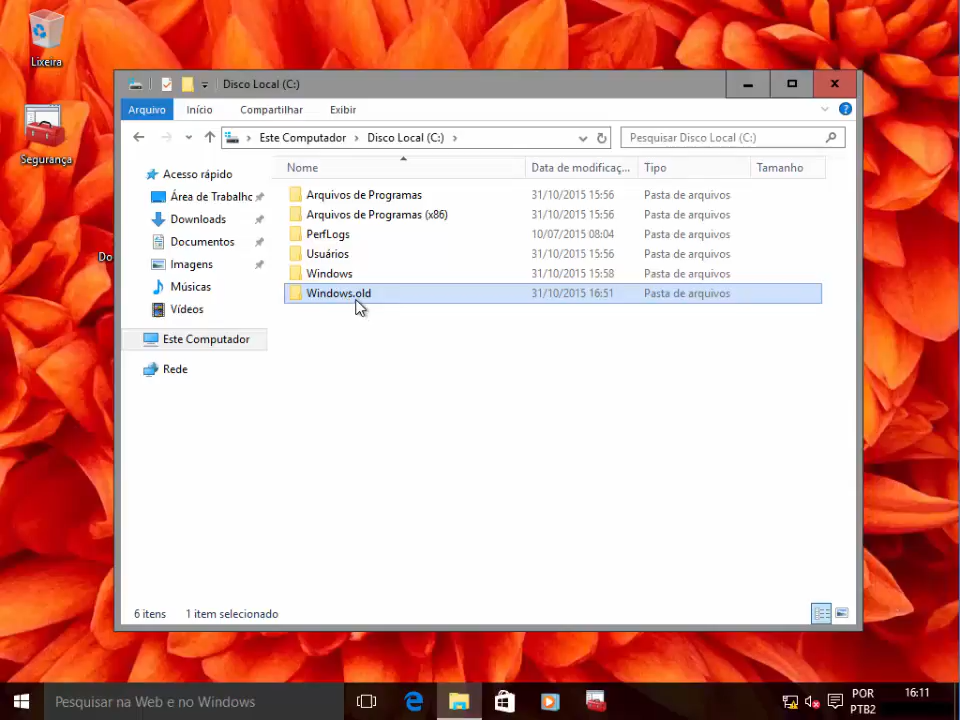 Lixeira
Segurança
Do
Disco Local (C:)
Arquivo Início Compartilhar Exibir
Este Computador Disco Local (C:)
Pesquisar Disco Local (C:)
Nome Data de modificaç... Tipo Tamanho
Acesso rápido
Área de Trabalhc
Downloads
Documentos
Imagens
Músicas
Vídeos
Este Computador
Rede
Arquivos de Programas 31/10/2015 15:56 Pasta de arquivos
Arquivos de Programas (x86) 31/10/2015 15:56 Pasta de arquivos
PerfLogs 10/07/2015 08:04 Pasta de arquivos
Usuários 31/10/2015 15:56 Pasta de arquivos
Windows 31/10/2015 15:58 Pasta de arquivos
Windows.old 31/10/2015 16:51 Pasta de arquivos
6 itens 1 item selecionado
Pesquisar na Web e no Windows
POR
PTB2
16:11